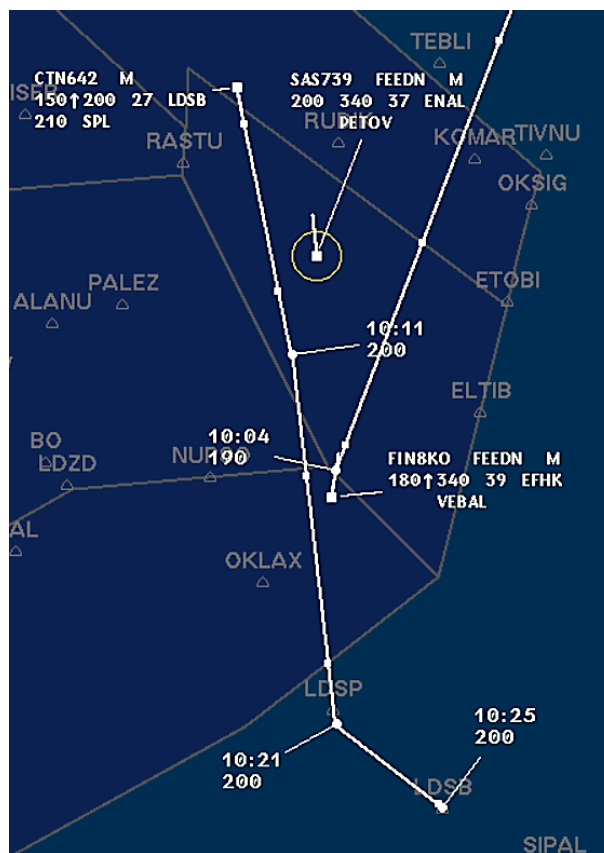 TEBLI
CTN642 M
150↑200 27 LDSB
210 SPL
SAS739 FEEDN M
200 340 37 ENAL
PETOV
RASTU
KOMAR
TIVNU
OKSIG
PALEZ
ALANU
ETOBI
10:11
200
ELTIB
10:04
190
BO
LDZD
FIN8KO FEEDN M
180↑340 39 EFHK
VEBAL
OKLAX
LDSP
10:21
200
10:25
200
LDSB
SIPAL